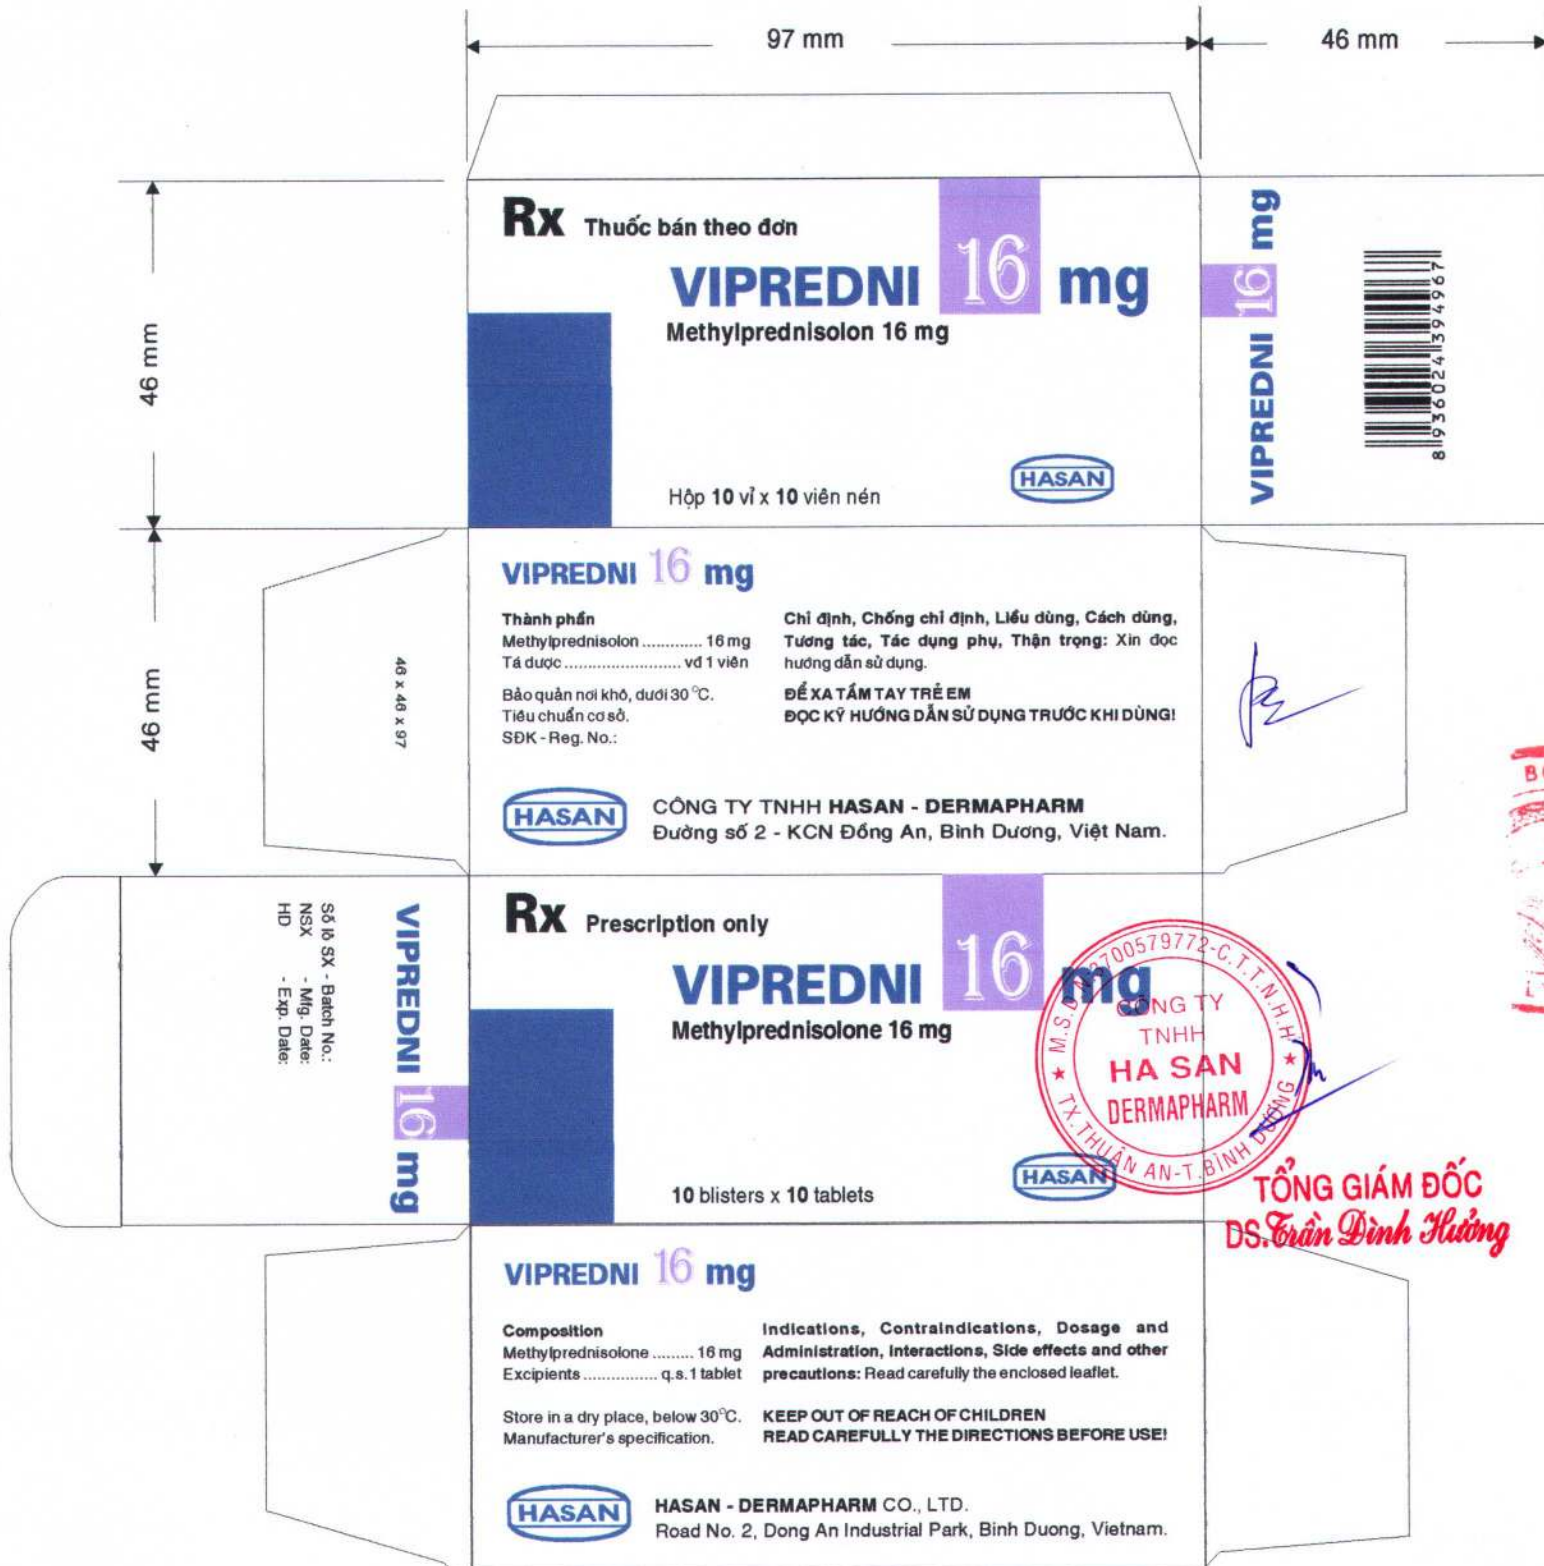 97 mm
46 mm
46 mm
Rx Thuốc bán theo đơn
VIPREDNI 16 mg
Methylprednisolon 16 mg
Hộp 10 vỉ x 10 viên nén
HASAN
VIPREDNI 16 mg
8936024394967
46 mm
46 x 46 x 97
VIPREDNI 16 mg
Thành phần
Methylprednisolon ............ 16 mg
Tá dược ......................... vđ 1 viên
Bảo quản nơi khô, dưới 30 °C.
Tiêu chuẩn cơ sở.
SĐK - Reg. No.:
Chỉ định, Chống chỉ định, Liều dùng, Cách dùng,
Tương tác, Tác dụng phụ, Thận trọng: Xin đọc
hướng dẫn sử dụng.
ĐỂ XA TẦM TAY TRẺ EM
ĐỌC KỸ HƯỚNG DẪN SỬ DỤNG TRƯỚC KHI DÙNG!
HASAN
CÔNG TY TNHH HASAN - DERMAPHARM
Đường số 2 - KCN Đồng An, Bình Dương, Việt Nam.
Số lô SX - Batch No.:
NSX - Mfg. Date:
HD - Exp. Date:
VIPREDNI 16 mg
Rx Prescription only
VIPREDNI 16 mg
Methylprednisolone 16 mg
10 blisters x 10 tablets
HASAN
M.S.D.N:3700579772-C.T.T.N.H.H
CÔNG TY
TNHH
HA SAN
DERMAPHARM
TX.THUẬN AN-T.BÌNH DƯƠNG
TỔNG GIÁM ĐỐC
DS.Trần Đình Hưởng
VIPREDNI 16 mg
Composition
Methylprednisolone ......... 16 mg
Excipients ................ q.s. 1 tablet
Store in a dry place, below 30°C.
Manufacturer's specification.
Indications, Contraindications, Dosage and
Administration, Interactions, Side effects and other
precautions: Read carefully the enclosed leaflet.
KEEP OUT OF REACH OF CHILDREN
READ CAREFULLY THE DIRECTIONS BEFORE USE!
HASAN
HASAN - DERMAPHARM CO., LTD.
Road No. 2, Dong An Industrial Park, Binh Duong, Vietnam.